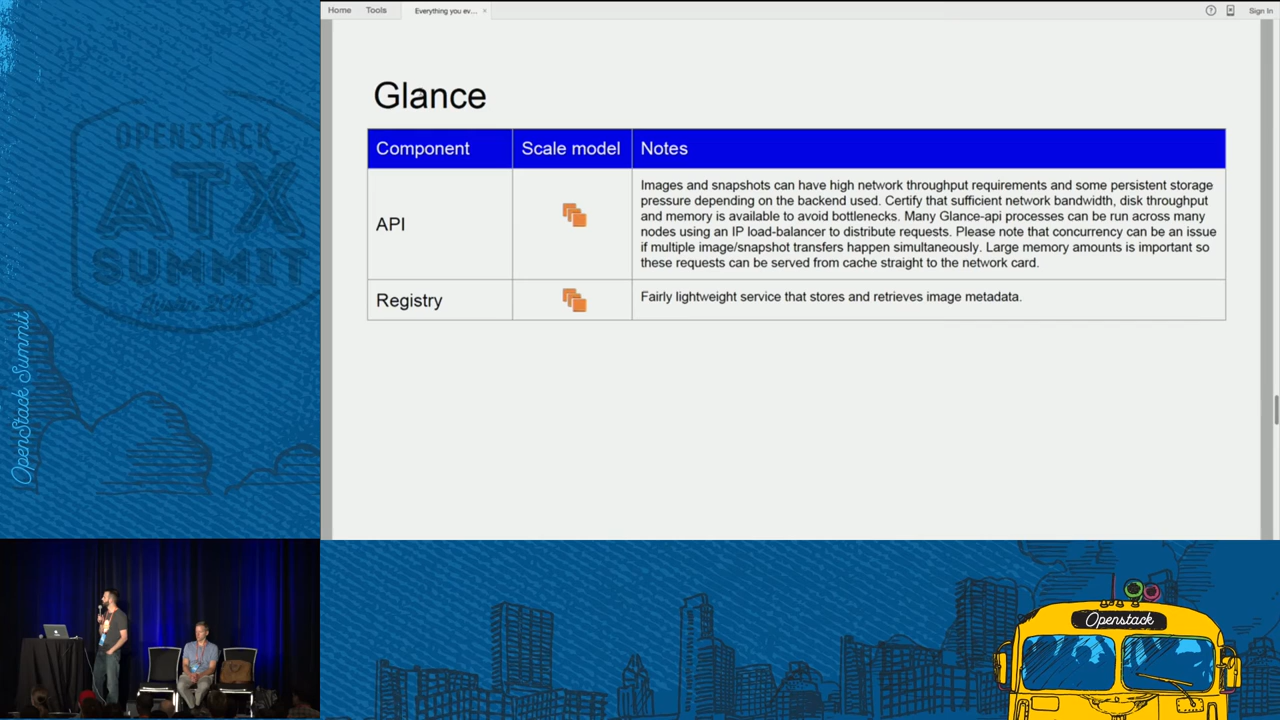 Home Tools Everything you ev... × ? Sign In
Glance
Component Scale model Notes
API
Images and snapshots can have high network throughput requirements and some persistent storage
pressure depending on the backend used. Certify that sufficient network bandwidth, disk throughput
and memory is available to avoid bottlenecks. Many Glance-api processes can be run across many
nodes using an IP load-balancer to distribute requests. Please note that concurrency can be an issue
if multiple image/snapshot transfers happen simultaneously. Large memory amounts is important so
these requests can be served from cache straight to the network card.
Registry Fairly lightweight service that stores and retrieves image metadata.
OPENSTACK
ATX
SUMMIT
Austin 2016
OpenStack Summit
Openstack